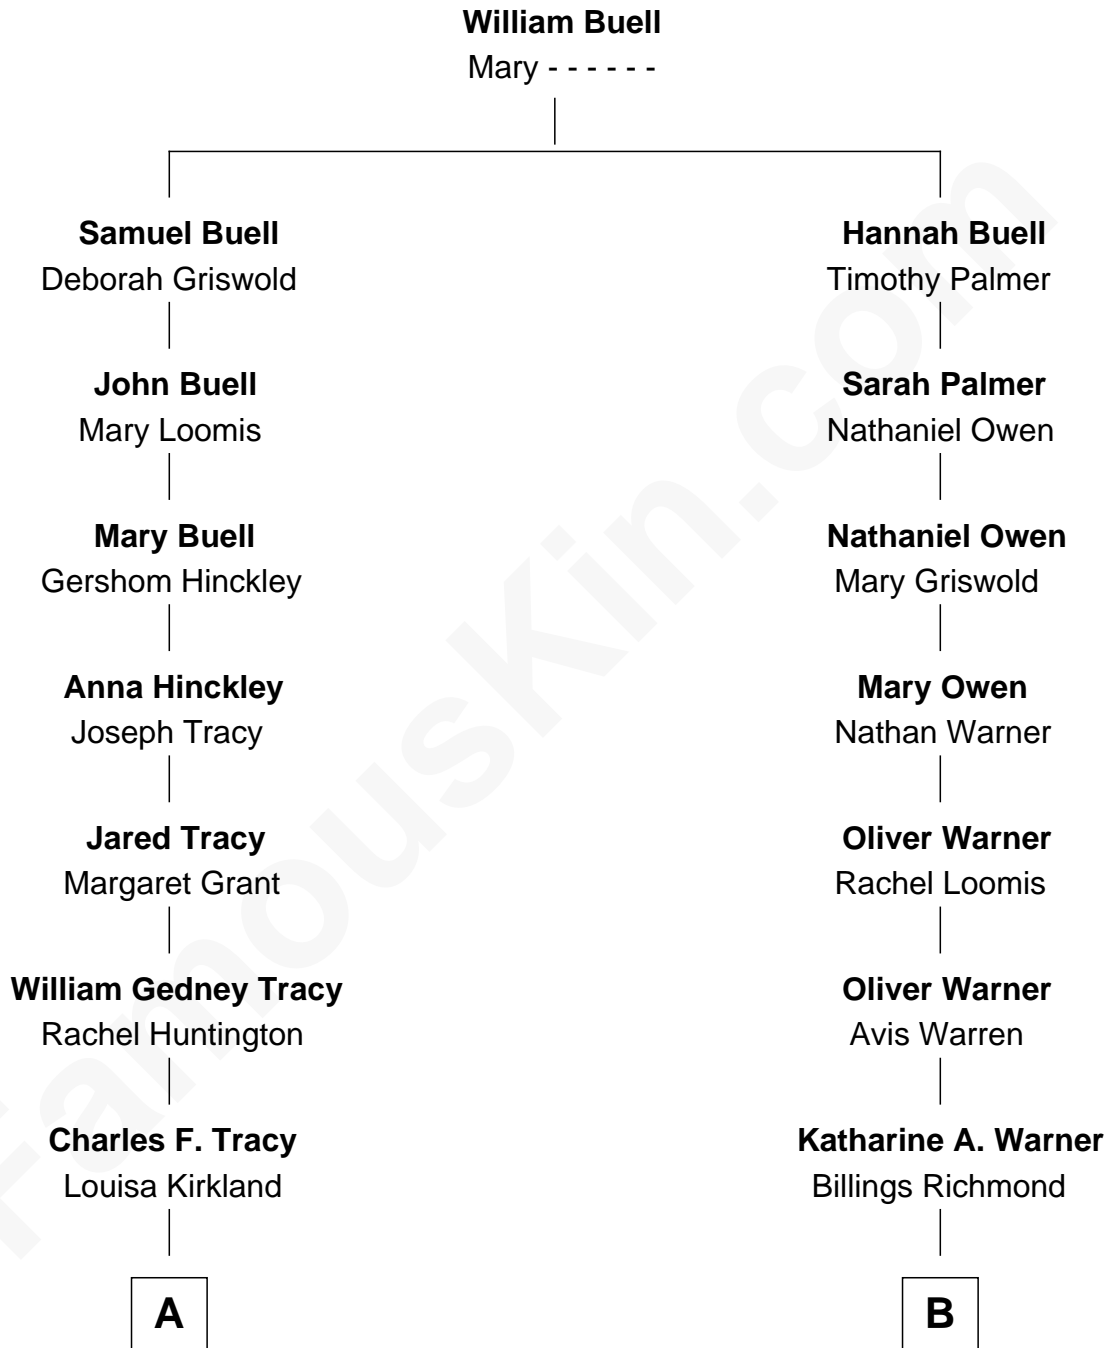 William Buell
Mary - - - - - -
Samuel Buell
Deborah Griswold
Hannah Buell
Timothy Palmer
John Buell
Mary Loomis
Sarah Palmer
Nathaniel Owen
Mary Buell
Gershom Hinckley
Nathaniel Owen
Mary Griswold
Anna Hinckley
Joseph Tracy
Mary Owen
Nathan Warner
Jared Tracy
Margaret Grant
Oliver Warner
Rachel Loomis
William Gedney Tracy
Rachel Huntington
Oliver Warner
Avis Warren
Charles F. Tracy
Louisa Kirkland
Katharine A. Warner
Billings Richmond
A
B
FamousKin.com